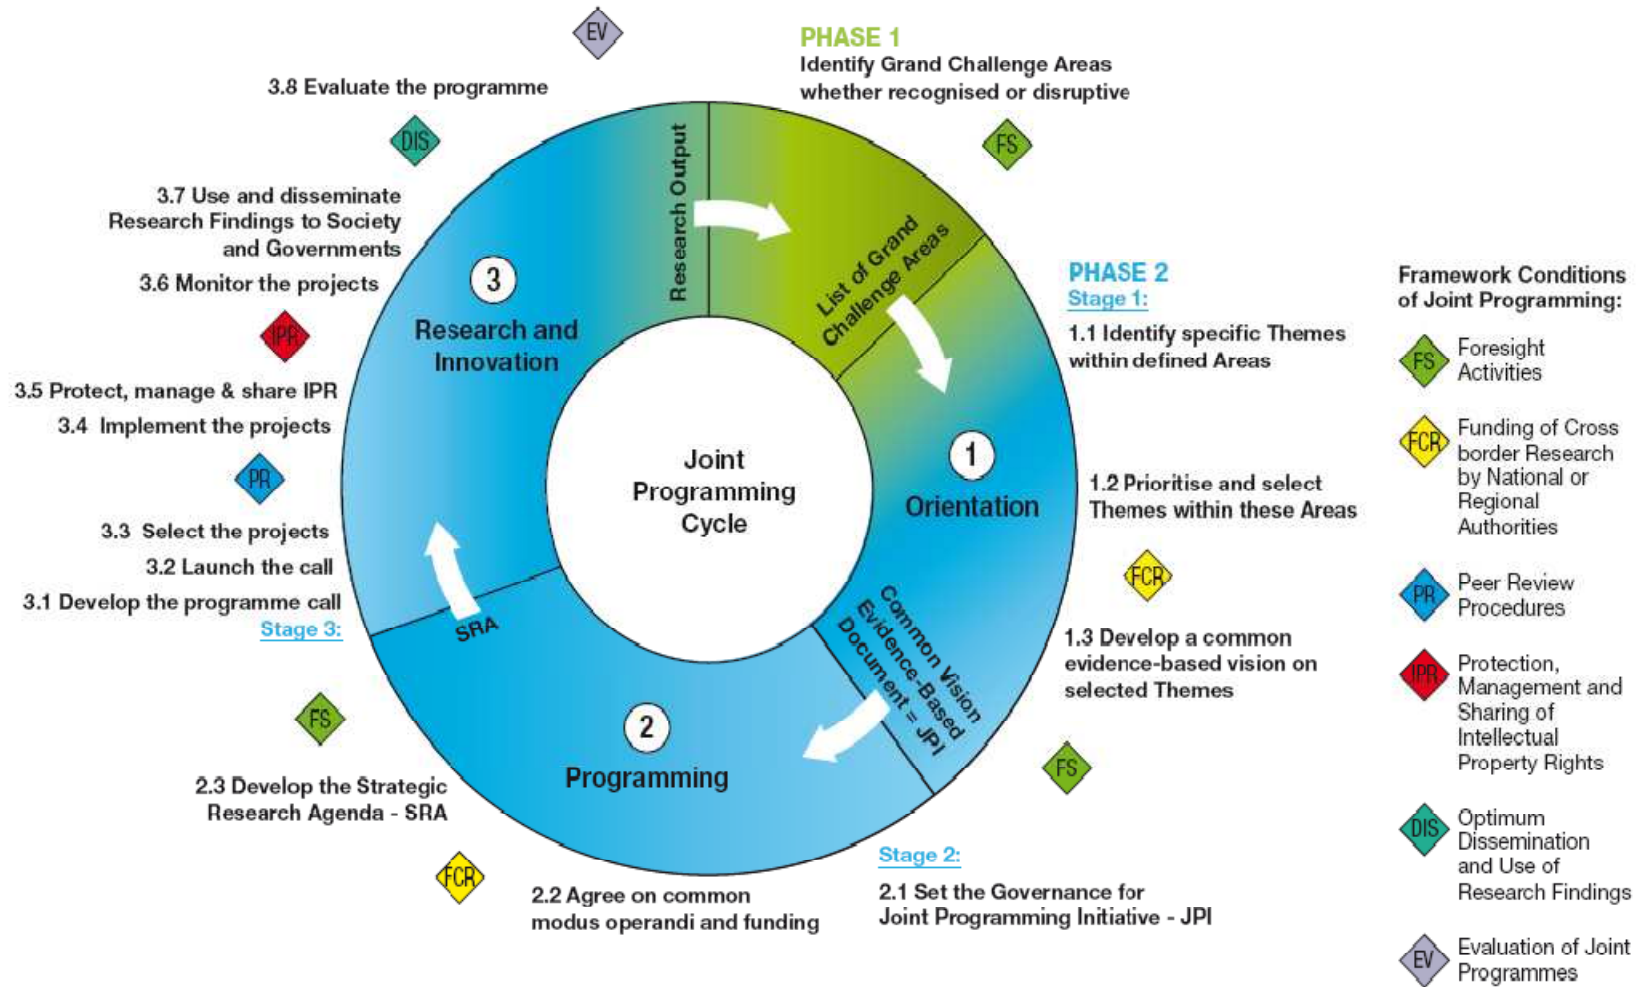 EV
PHASE 1
Identify Grand Challenge Areas
whether recognised or disruptive
FS
3.8 Evaluate the programme
DIS
3.7 Use and disseminate
Research Findings to Society
and Governments
3.6 Monitor the projects
IPR
3.5 Protect, manage & share IPR
3.4 Implement the projects
PR
3.3 Select the projects
3.2 Launch the call
3.1 Develop the programme call
Stage 3:
FS
2.3 Develop the Strategic
Research Agenda - SRA
FCR
2.2 Agree on common
modus operandi and funding
Stage 2:
2.1 Set the Governance for
Joint Programming Initiative - JPI
Research Output
List of Grand
Challenge Areas
3
Research and
Innovation
Joint
Programming
Cycle
1
Orientation
Common Vision
Evidence-Based
Document = JPI
SRA
2
Programming
PHASE 2
Stage 1:
1.1 Identify specific Themes
within defined Areas
1.2 Prioritise and select
Themes within these Areas
FCR
1.3 Develop a common
evidence-based vision on
selected Themes
FS
Framework Conditions
of Joint Programming:
FS
Foresight
Activities
FCR
Funding of Cross
border Research
by National or
Regional
Authorities
PR
Peer Review
Procedures
IPR
Protection,
Management and
Sharing of
Intellectual
Property Rights
DIS
Optimum
Dissemination
and Use of
Research Findings
EV
Evaluation of Joint
Programmes